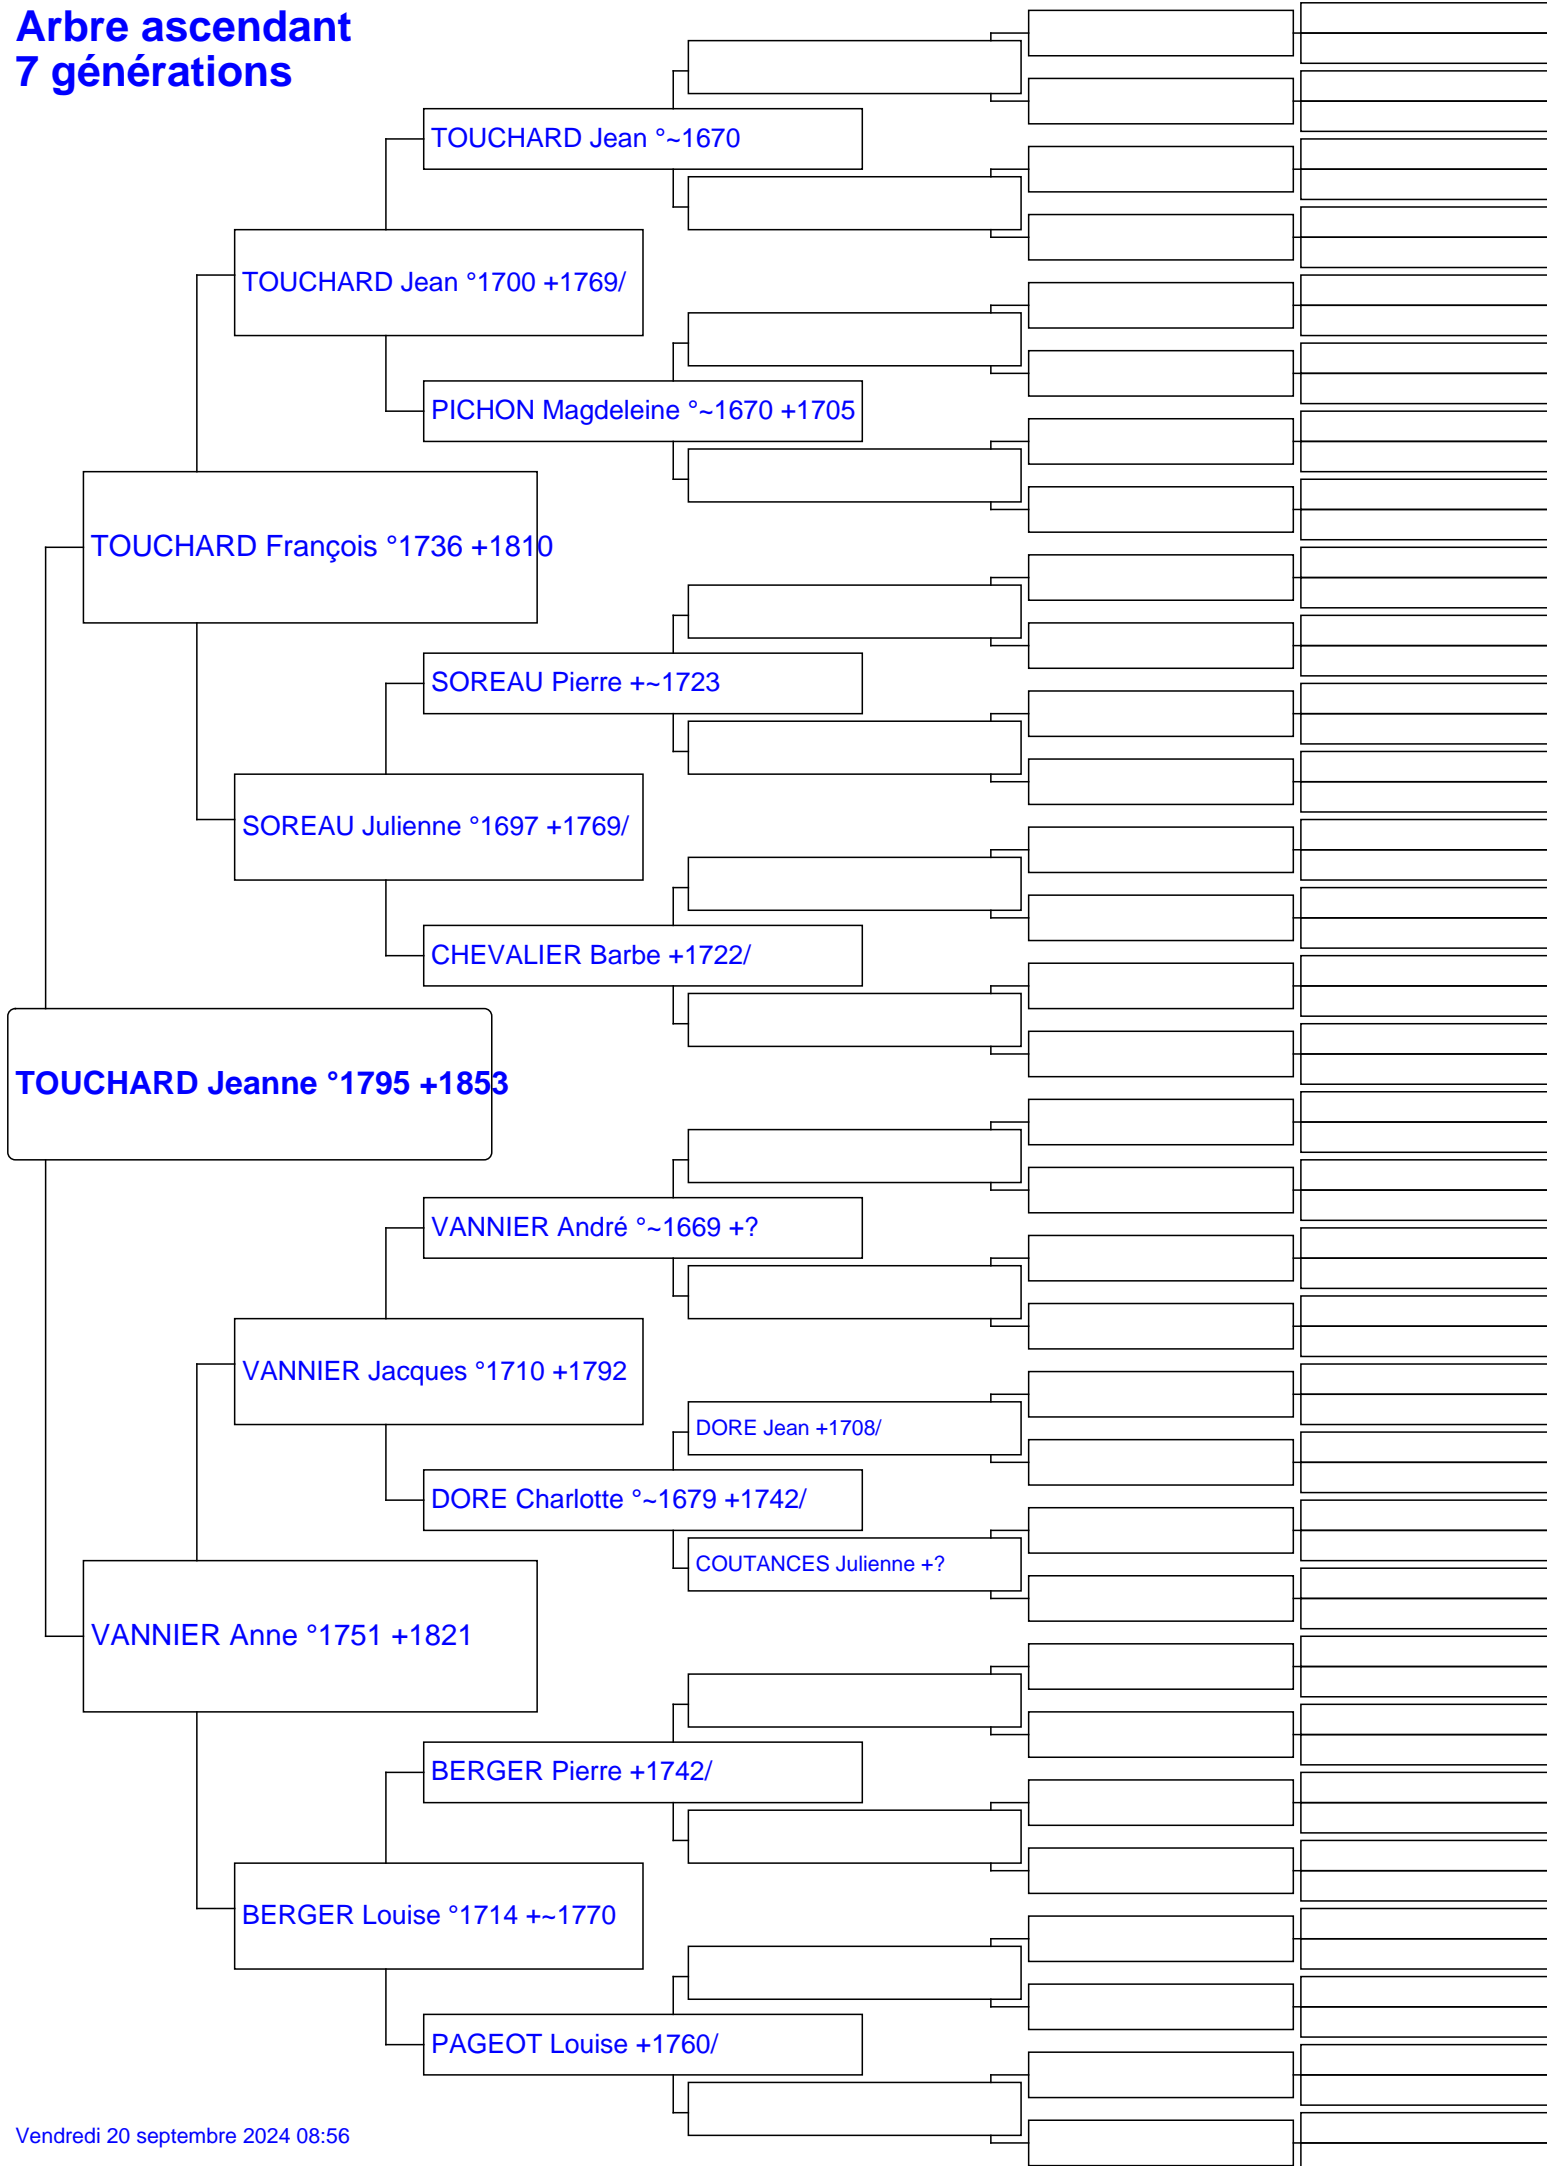 Arbre ascendant
7 générations
TOUCHARD Jean °~1670
TOUCHARD Jean °1700 +1769/
PICHON Magdeleine °~1670 +1705
TOUCHARD François °1736 +1810
SOREAU Pierre +~1723
SOREAU Julienne °1697 +1769/
CHEVALIER Barbe +1722/
TOUCHARD Jeanne °1795 +1853
VANNIER André °~1669 +?
VANNIER Jacques °1710 +1792
DORE Jean +1708/
DORE Charlotte °~1679 +1742/
COUTANCES Julienne +?
VANNIER Anne °1751 +1821
BERGER Pierre +1742/
BERGER Louise °1714 +~1770
PAGEOT Louise +1760/
Vendredi 20 septembre 2024 08:56